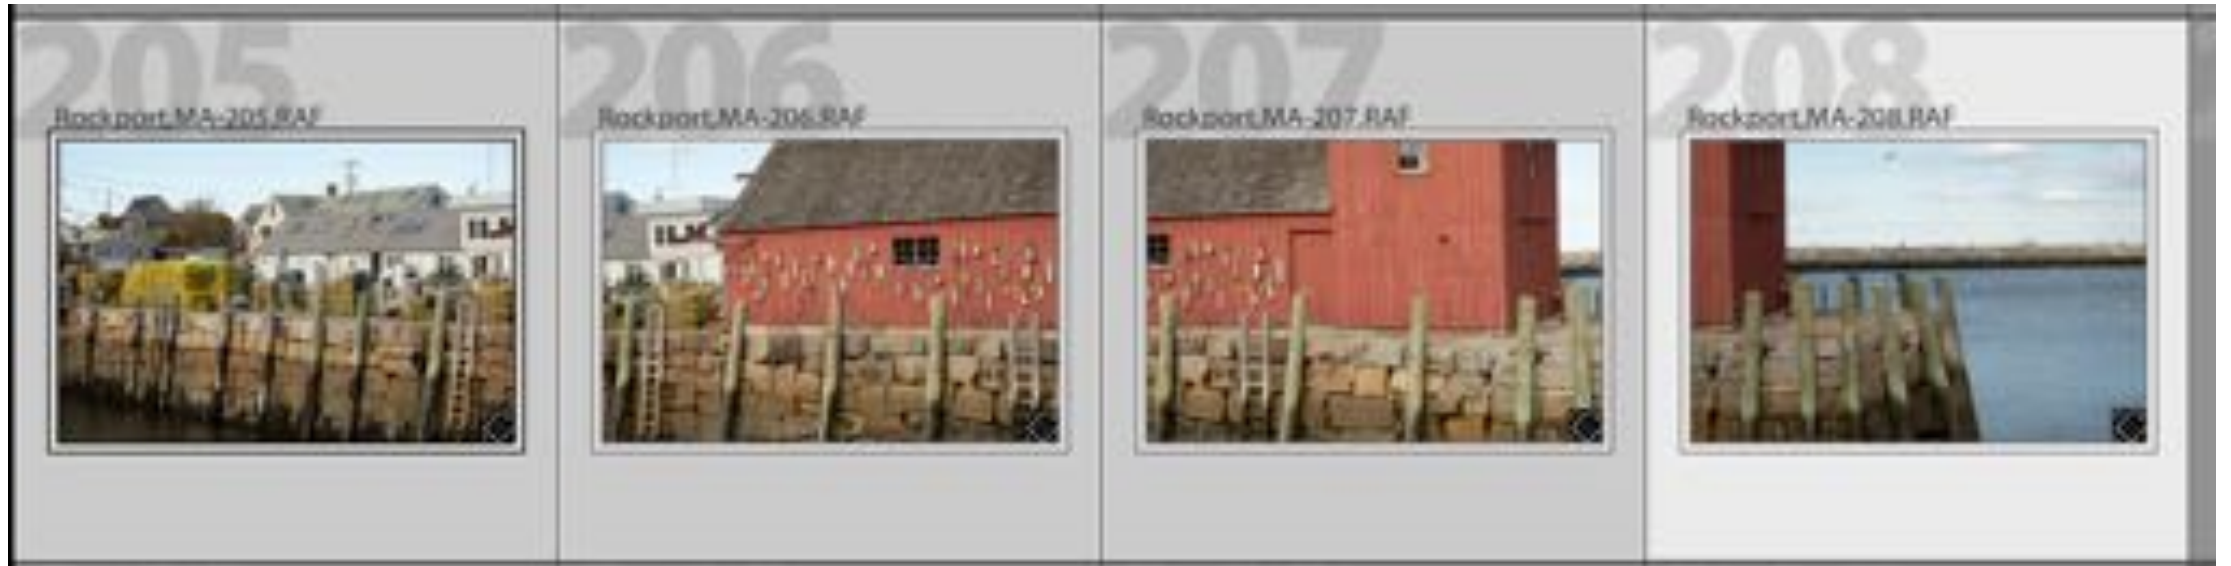 205
Rockport,MA-205.RAF
206
Rockport,MA-206.RAF
207
Rockport,MA-207.RAF
208
Rockport,MA-208.RAF